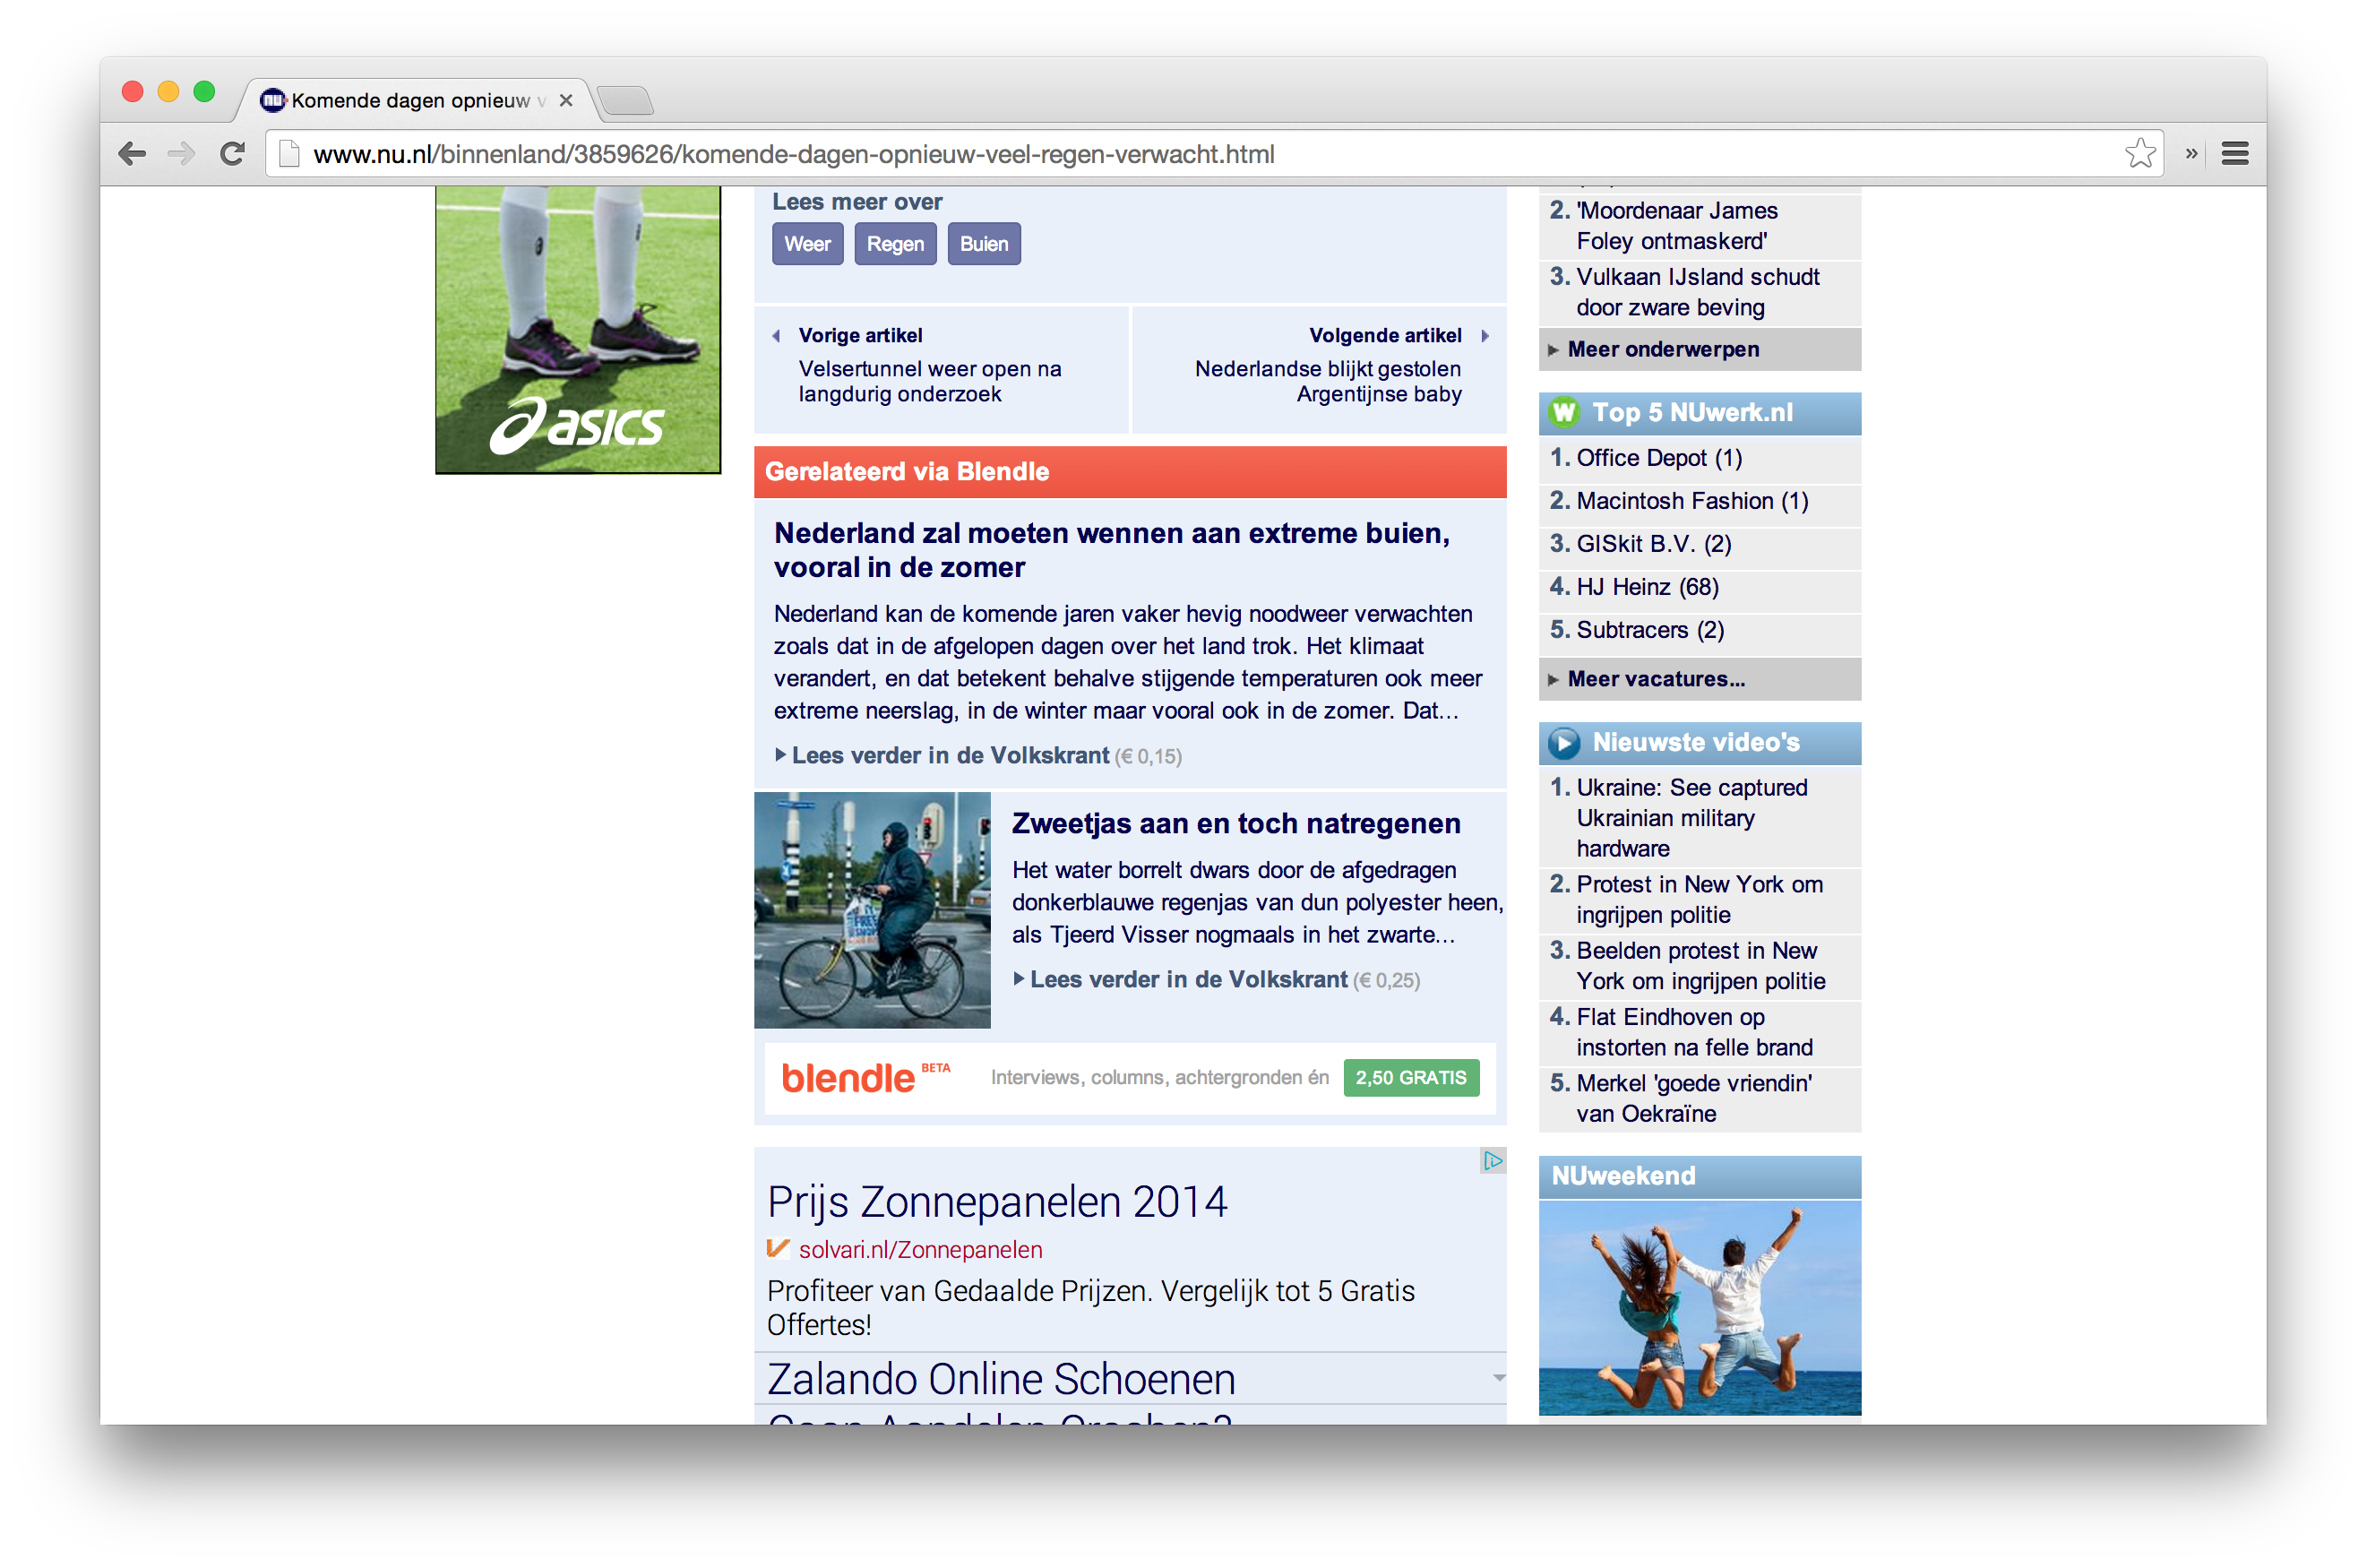 Komende dagen opnieuw v
www.nu.nl/binnenland/3859626/komende-dagen-opnieuw-veel-regen-verwacht.html
asics
Lees meer over
Weer Regen Buien
Vorige artikel
Velsertunnel weer open na
langdurig onderzoek
Volgende artikel
Nederlandse blijkt gestolen
Argentijnse baby
Gerelateerd via Blendle
Nederland zal moeten wennen aan extreme buien,
vooral in de zomer
Nederland kan de komende jaren vaker hevig noodweer verwachten
zoals dat in de afgelopen dagen over het land trok. Het klimaat
verandert, en dat betekent behalve stijgende temperaturen ook meer
extreme neerslag, in de winter maar vooral ook in de zomer. Dat...
Lees verder in de Volkskrant (€ 0,15)
Zweetjas aan en toch natregenen
Het water borrelt dwars door de afgedragen
donkerblauwe regenjas van dun polyester heen,
als Tjeerd Visser nogmaals in het zwarte...
Lees verder in de Volkskrant (€ 0,25)
blendle BETA Interviews, columns, achtergronden én 2,50 GRATIS
Prijs Zonnepanelen 2014
solvari.nl/Zonnepanelen
Profiteer van Gedaalde Prijzen. Vergelijk tot 5 Gratis
Offertes!
Zalando Online Schoenen
2. 'Moordenaar James
Foley ontmaskerd'
3. Vulkaan IJsland schudt
door zware beving
Meer onderwerpen
W Top 5 NUwerk.nl
1. Office Depot (1)
2. Macintosh Fashion (1)
3. GISkit B.V. (2)
4. HJ Heinz (68)
5. Subtracers (2)
Meer vacatures...
Nieuwste video's
1. Ukraine: See captured
Ukrainian military
hardware
2. Protest in New York om
ingrijpen politie
3. Beelden protest in New
York om ingrijpen politie
4. Flat Eindhoven op
instorten na felle brand
5. Merkel 'goede vriendin'
van Oekraïne
NUweekend